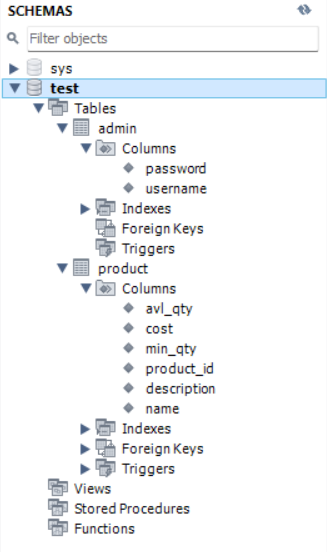 SCHEMAS
Filter objects
sys
test
Tables
admin
Columns
password
username
Indexes
Foreign Keys
Triggers
product
Columns
avl_qty
cost
min_qty
product_id
description
name
Indexes
Foreign Keys
Triggers
Views
Stored Procedures
Functions